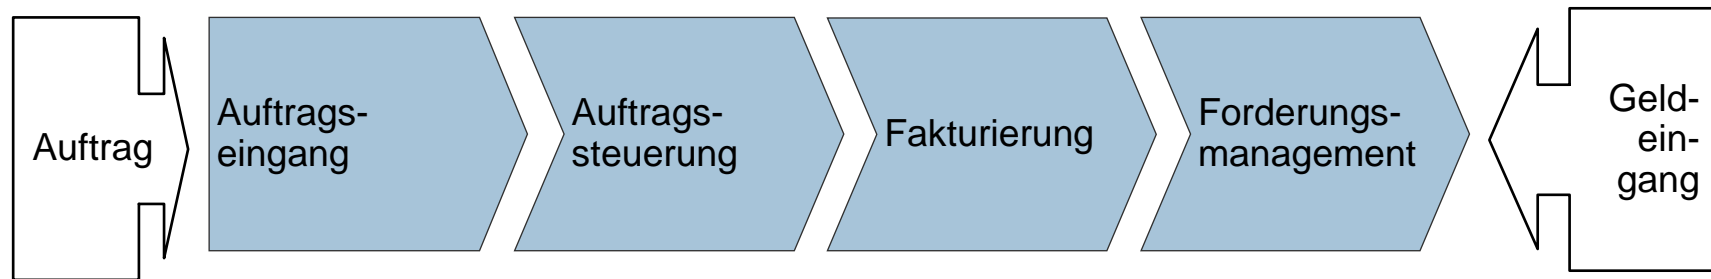 Auftrag
Auftrags-
eingang
Auftrags-
steuerung
Fakturierung
Forderungs-
management
Geld-
ein-
gang